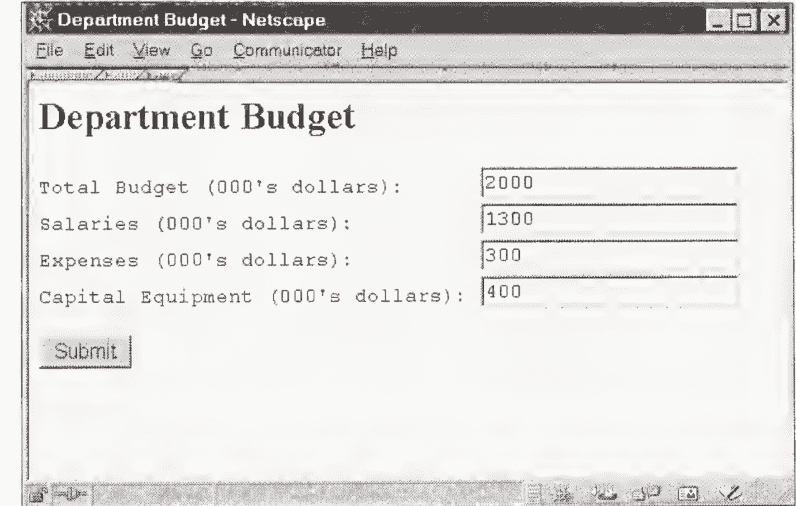 Department Budget - Netscape
File Edit View Go Communicator Help
Department Budget
Total Budget (000's dollars): 2000
Salaries (000's dollars): 1300
Expenses (000's dollars): 300
Capital Equipment (000's dollars): 400
Submit